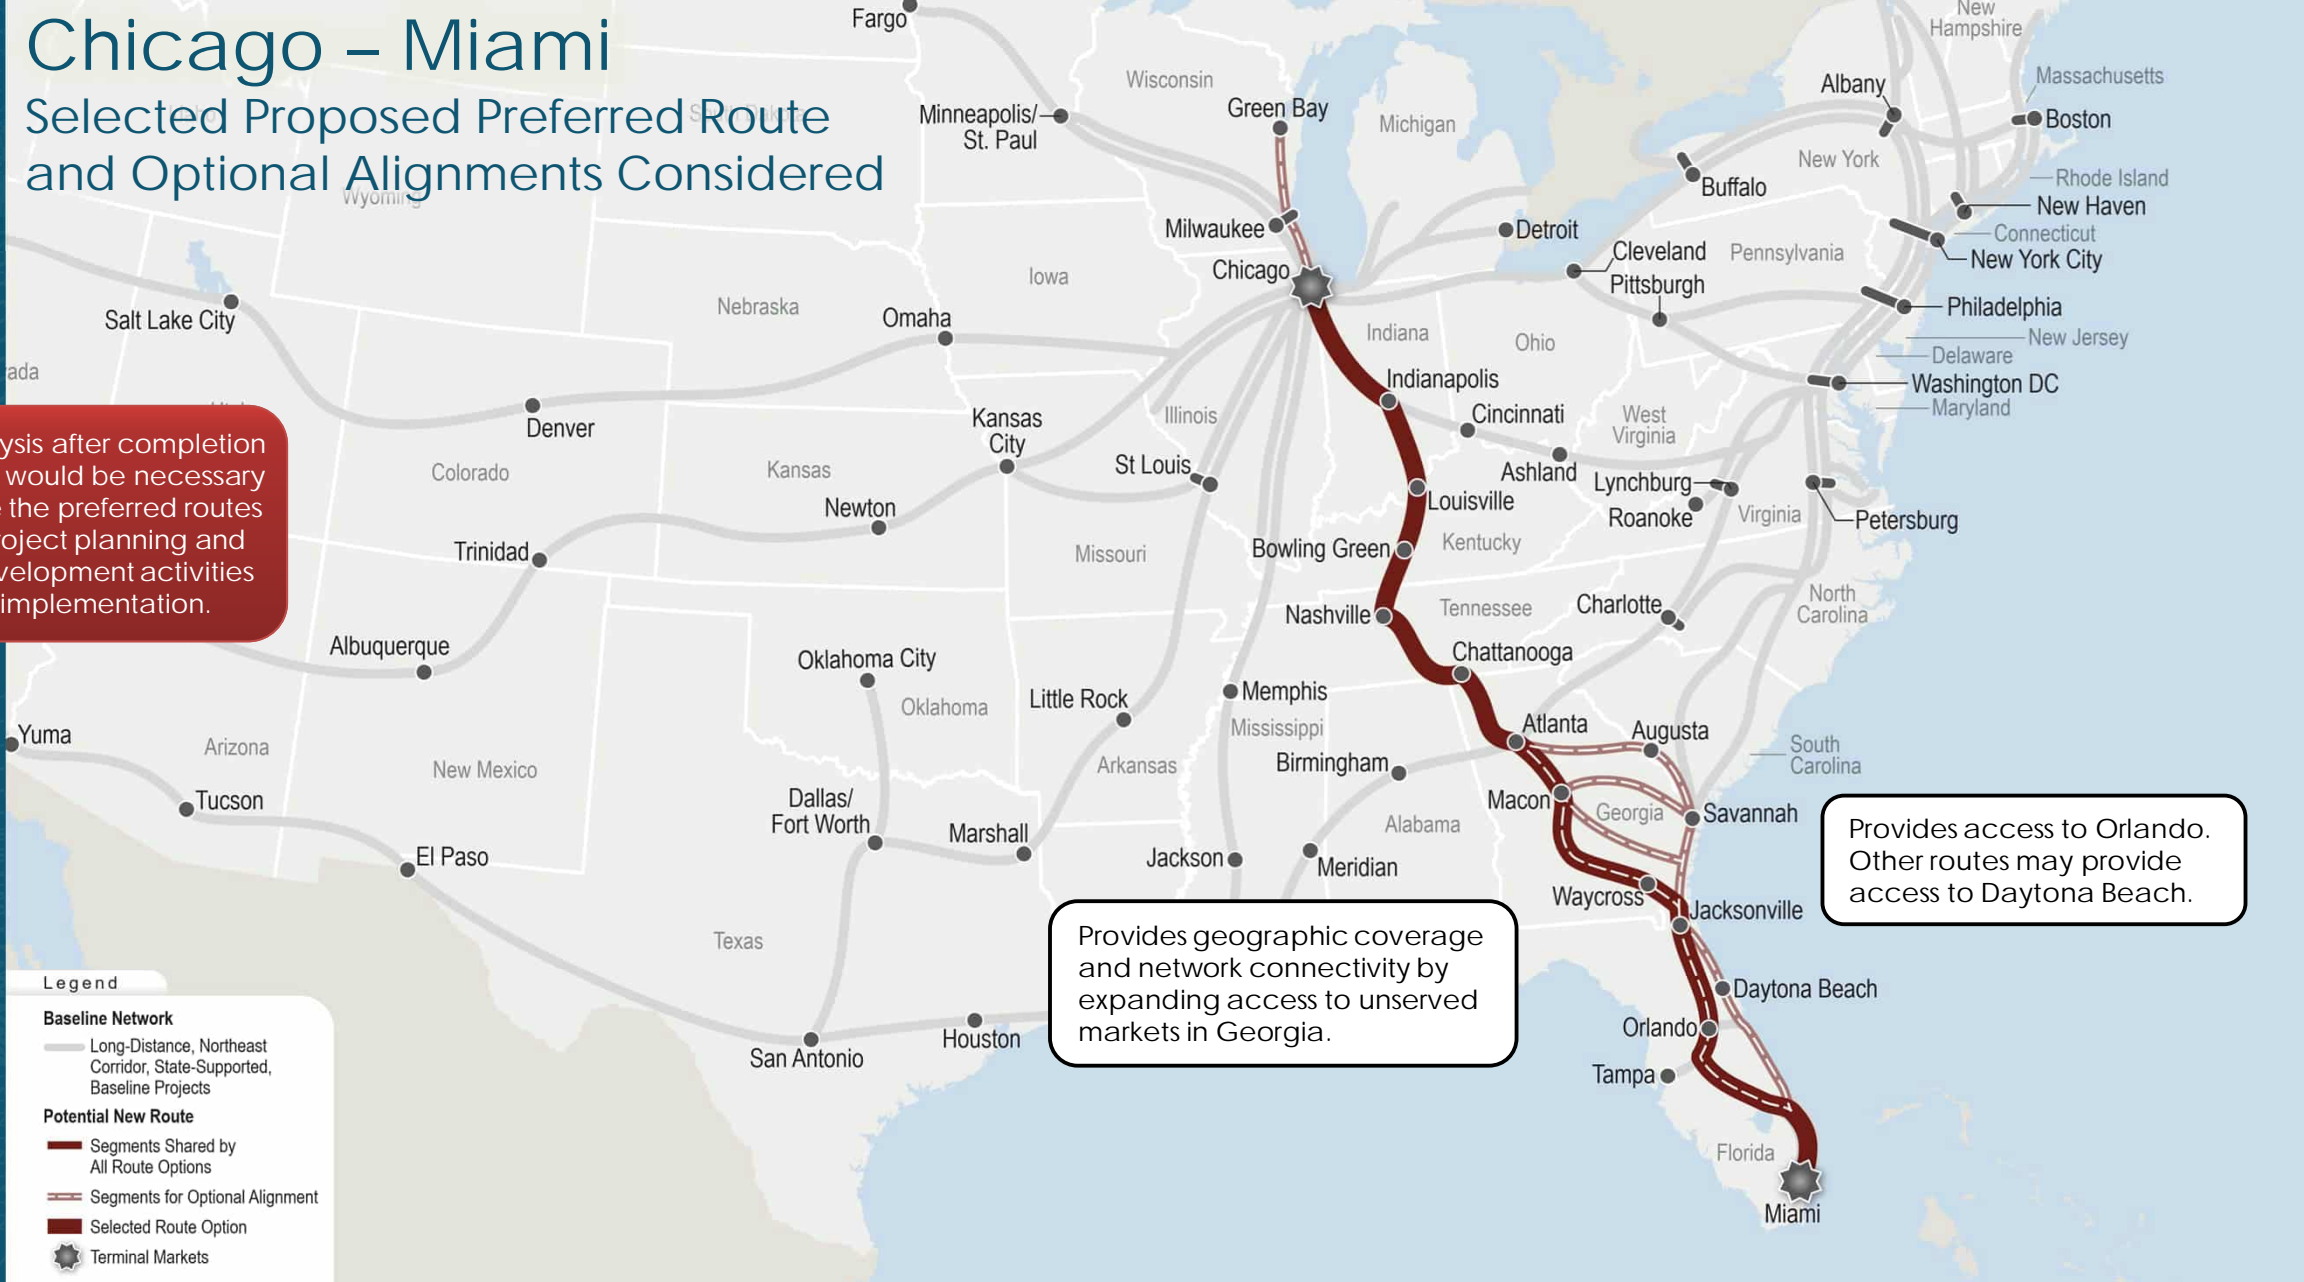 Chicago – Miami
Selected Proposed Preferred Route
and Optional Alignments Considered
Idaho
South Dakota
Wyoming
Fargo
Wisconsin
Minneapolis/
St. Paul
Green Bay
Michigan
New
Hampshire
Albany
Massachusetts
Boston
New York
Buffalo
Rhode Island
New Haven
Connecticut
New York City
Milwaukee
Detroit
Cleveland
Pennsylvania
Pittsburgh
Chicago
Iowa
Nebraska
Omaha
Salt Lake City
Philadelphia
New Jersey
Delaware
Washington DC
Maryland
Indiana
Ohio
Indianapolis
Cincinnati
West
Virginia
ada
Utah
Denver
Kansas
City
Illinois
St Louis
Ashland
Lynchburg
Roanoke
Virginia
Petersburg
Colorado
Kansas
Newton
Louisville
Bowling Green
Kentucky
Missouri
Trinidad
ysis after completion
would be necessary
the preferred routes
roject planning and
velopment activities
implementation.
Nashville
Tennessee
Charlotte
North
Carolina
Chattanooga
Albuquerque
Oklahoma City
Oklahoma
Little Rock
Memphis
Mississippi
Atlanta
Augusta
South
Carolina
Yuma
Arizona
New Mexico
Arkansas
Birmingham
Tucson
Dallas/
Fort Worth
Marshall
Macon
Georgia
Savannah
Alabama
El Paso
Jackson
Meridian
Waycross
Jacksonville
Provides access to Orlando.
Other routes may provide
access to Daytona Beach.
Texas
Provides geographic coverage
and network connectivity by
expanding access to unserved
markets in Georgia.
Daytona Beach
Orlando
Tampa
Houston
San Antonio
Florida
Miami
Legend
Baseline Network
Long-Distance, Northeast
Corridor, State-Supported,
Baseline Projects
Potential New Route
Segments Shared by
All Route Options
Segments for Optional Alignment
Selected Route Option
Terminal Markets